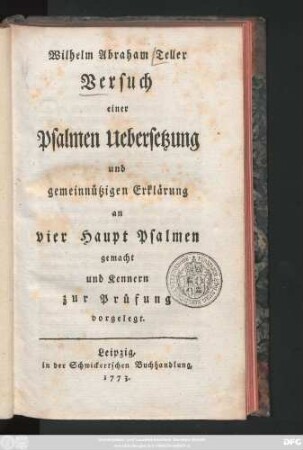 Wilhelm Abraham Teller
Versuch
einer
Psalmen Uebersetzung
und
gemeinnützigen Erklärung
an
vier Haupt Psalmen
gemacht
und Kennern
zur Prüfung
vorgelegt.
Leipzig,
in der Schwickertschen Buchhandlung,
1773.